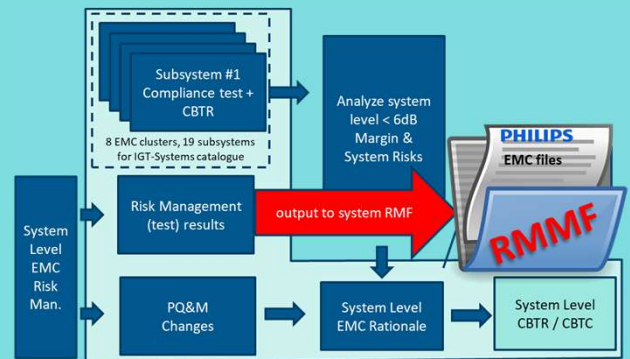 Subsystem #1
Compliance test +
CBTR
8 EMC clusters, 19 subsystems
for IGT-Systems catalogue
Analyze system
level < 6dB
Margin &
System Risks
PHILIPS
EMC files
RMMF
System
Level
EMC
Risk
Man.
Risk Management
(test) results
output to system RMF
PQ&M
Changes
System Level
EMC Rationale
System Level
CBTR / CBTC